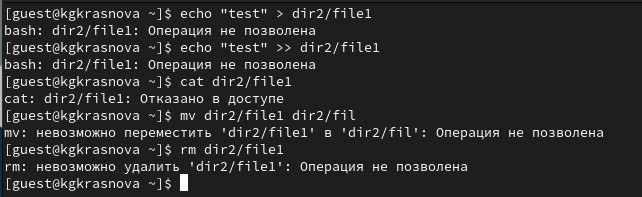 [guest@kgkrasnova ~]$ echo "test" > dir2/file1
bash: dir2/file1: Операция не позволена
[guest@kgkrasnova ~]$ echo "test" >> dir2/file1
bash: dir2/file1: Операция не позволена
[guest@kgkrasnova ~]$ cat dir2/file1
cat: dir2/file1: Отказано в доступе
[guest@kgkrasnova ~]$ mv dir2/file1 dir2/fil
mv: невозможно переместить 'dir2/file1' в 'dir2/fil': Операция не позволена
[guest@kgkrasnova ~]$ rm dir2/file1
rm: невозможно удалить 'dir2/file1': Операция не позволена
[guest@kgkrasnova ~]$